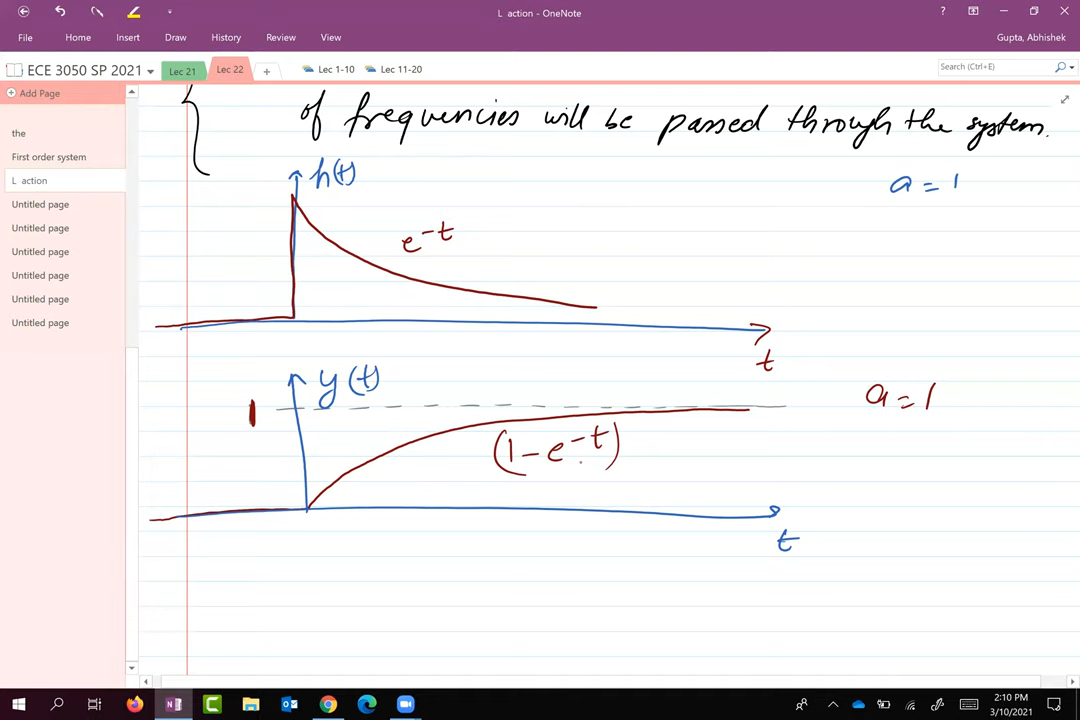 L action - OneNote
Gupta, Abhishek
File Home Insert Draw History Review View
ECE 3050 SP 2021 Lec 21 Lec 22 Lec 1-10 Lec 11-20
Search (Ctrl+E)
Add Page
the
First order system
L action
Untitled page
Untitled page
Untitled page
Untitled page
Untitled page
Untitled page
of frequencies will be passed through the system.
h(t)
a = 1
e^{-t}
t
y(t)
a = 1
1
(1 - e^{-t})
t
2:10 PM
3/10/2021